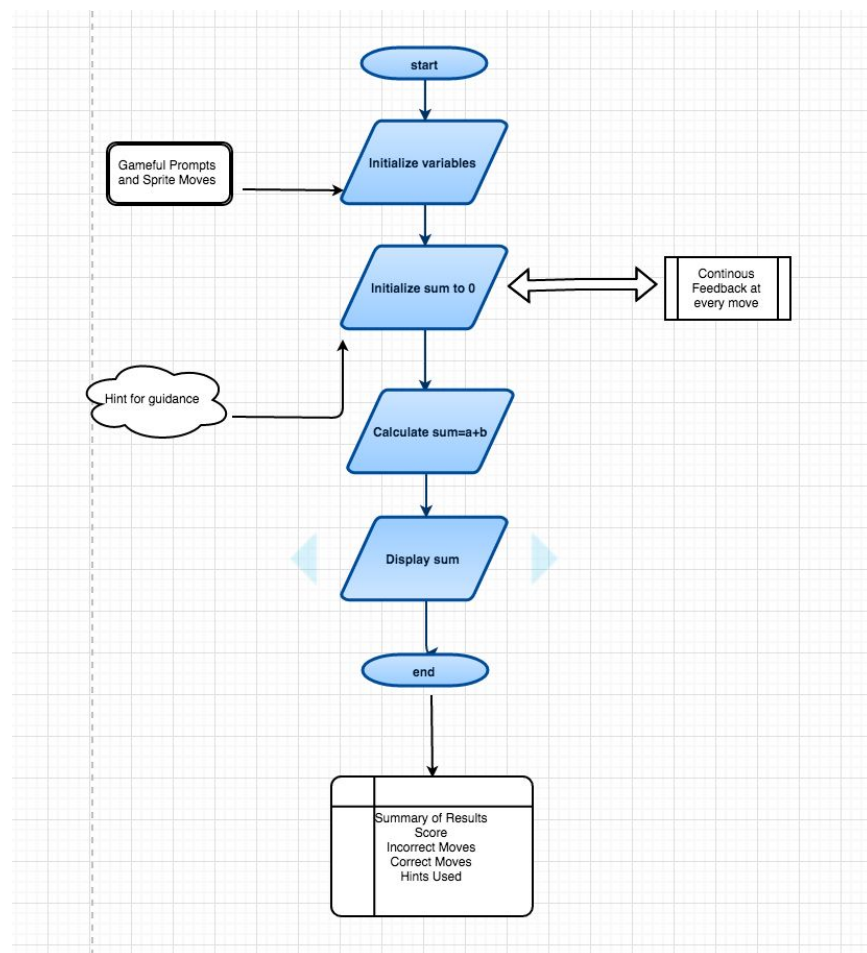 start
Initialize variables
Gameful Prompts
and Sprite Moves
Initialize sum to 0
Continous
Feedback at
every move
Hint for guidance
Calculate sum=a+b
Display sum
end
Summary of Results
Score
Incorrect Moves
Correct Moves
Hints Used